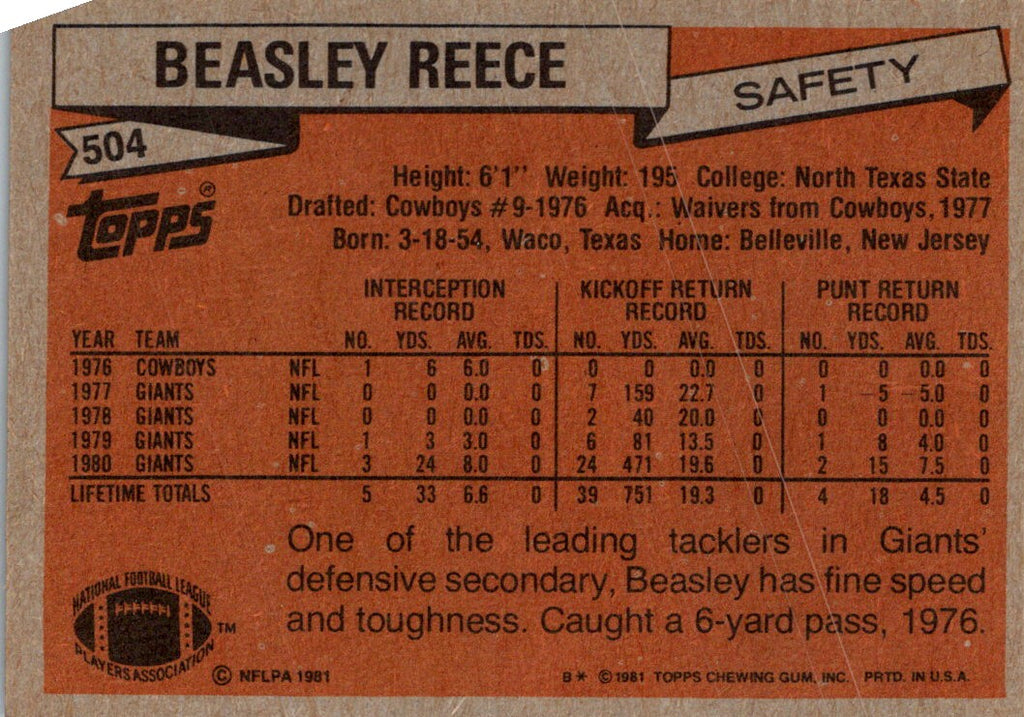 BEASLEY REECE
SAFETY
504
TOPPS®
Height: 6'1" Weight: 195 College: North Texas State
Drafted: Cowboys #9-1976 Acq.: Waivers from Cowboys, 1977
Born: 3-18-54, Waco, Texas Home: Belleville, New Jersey
INTERCEPTION RECORD KICKOFF RETURN RECORD PUNT RETURN RECORD
YEAR TEAM NO. YDS. AVG. TDS. NO. YDS. AVG. TDS. NO. YDS. AVG. TDS.
1976 COWBOYS NFL 1 6 6.0 0 0 0 0.0 0 0 0 0.0 0
1977 GIANTS NFL 0 0 0.0 0 7 159 22.7 0 1 -5 -5.0 0
1978 GIANTS NFL 0 0 0.0 0 2 40 20.0 0 0 0 0.0 0
1979 GIANTS NFL 1 3 3.0 0 6 81 13.5 0 1 8 4.0 0
1980 GIANTS NFL 3 24 8.0 0 24 471 19.6 0 2 15 7.5 0
LIFETIME TOTALS 5 33 6.6 0 39 751 19.3 0 4 18 4.5 0
One of the leading tacklers in Giants'
defensive secondary, Beasley has fine speed
and toughness. Caught a 6-yard pass, 1976.
NATIONAL FOOTBALL LEAGUE
PLAYERS ASSOCIATION
TM
© NFLPA 1981
B* ©1981 TOPPS CHEWING GUM, INC. PRTD. IN U.S.A.